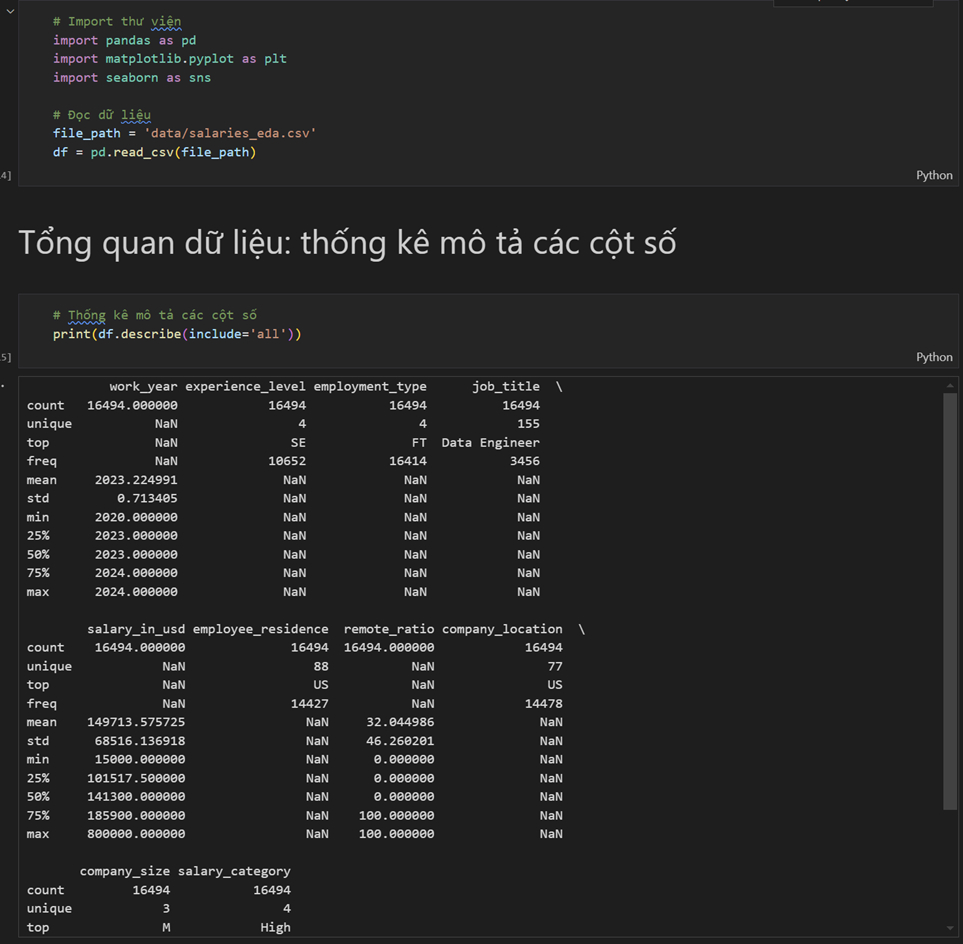 # Import thư viện
import pandas as pd
import matplotlib.pyplot as plt
import seaborn as sns
# Đọc dữ liệu
file_path = 'data/salaries_eda.csv'
df = pd.read_csv(file_path)
4]
Python
Tổng quan dữ liệu: thống kê mô tả các cột số
# Thống kê mô tả các cột số
print(df.describe(include='all'))
5]
Python
work_year experience_level employment_type job_title \
count 16494.000000 16494 16494 16494
unique NaN 4 4 155
top NaN SE FT Data Engineer
freq NaN 10652 16414 3456
mean 2023.224991 NaN NaN NaN
std 0.713405 NaN NaN NaN
min 2020.000000 NaN NaN NaN
25% 2023.000000 NaN NaN NaN
50% 2023.000000 NaN NaN NaN
75% 2024.000000 NaN NaN NaN
max 2024.000000 NaN NaN NaN
salary_in_usd employee_residence remote_ratio company_location \
count 16494.000000 16494 16494.000000 16494
unique NaN 88 NaN 77
top NaN US NaN US
freq NaN 14427 NaN 14478
mean 149713.575725 NaN 32.044986 NaN
std 68516.136918 NaN 46.260201 NaN
min 15000.000000 NaN 0.000000 NaN
25% 101517.500000 NaN 0.000000 NaN
50% 141300.000000 NaN 0.000000 NaN
75% 185900.000000 NaN 100.000000 NaN
max 800000.000000 NaN 100.000000 NaN
company_size salary_category
count 16494 16494
unique 3 4
top M High